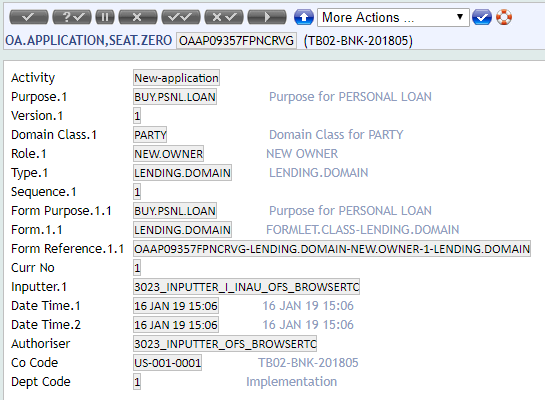 More Actions ...
OA.APPLICATION,SEAT.ZERO OAAP09357FPNCRVG (TB02-BNK-201805)
Activity New-application
Purpose.1 BUY.PSNL.LOAN Purpose for PERSONAL LOAN
Version.1 1
Domain Class.1 PARTY Domain Class for PARTY
Role.1 NEW.OWNER NEW OWNER
Type.1 LENDING.DOMAIN LENDING.DOMAIN
Sequence.1 1
Form Purpose.1.1 BUY.PSNL.LOAN Purpose for PERSONAL LOAN
Form.1.1 LENDING.DOMAIN FORMLET.CLASS-LENDING.DOMAIN
Form Reference.1.1 OAAP09357FPNCRVG-LENDING.DOMAIN-NEW.OWNER-1-LENDING.DOMAIN
Curr No 1
Inputter.1 3023_INPUTTER_I_INAU_OFS_BROWSERTC
Date Time.1 16 JAN 19 15:06 16 JAN 19 15:06
Date Time.2 16 JAN 19 15:06 16 JAN 19 15:06
Authoriser 3023_INPUTTER_OFS_BROWSERTC
Co Code US-001-0001 TB02-BNK-201805
Dept Code 1 Implementation